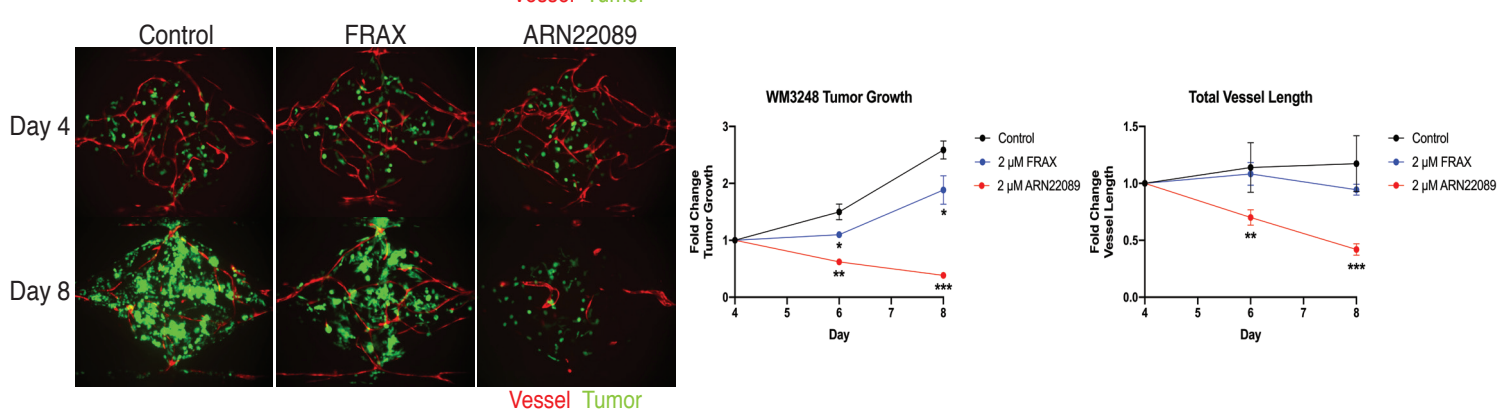 Vessel Tumor
Control FRAX ARN22089
Day 4
Day 8
Vessel Tumor
WM3248 Tumor Growth
Fold Change
Tumor Growth
3
2
1
0
4 5 6 7 8
Day
* ** * ***
Control
2 µM FRAX
2 µM ARN22089
Total Vessel Length
Fold Change
Vessel Length
1.5
1.0
0.5
0.0
4 5 6 7 8
Day
** ***
Control
2 µM FRAX
2 µM ARN22089